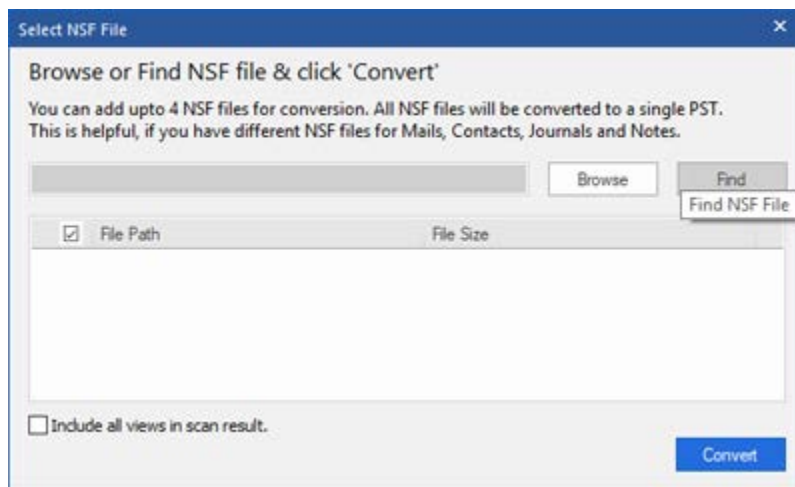 Select NSF File
Browse or Find NSF file & click 'Convert'
You can add upto 4 NSF files for conversion. All NSF files will be converted to a single PST.
This is helpful, if you have different NSF files for Mails, Contacts, Journals and Notes.
Browse Find
Find NSF File
File Path File Size
Include all views in scan result.
Convert